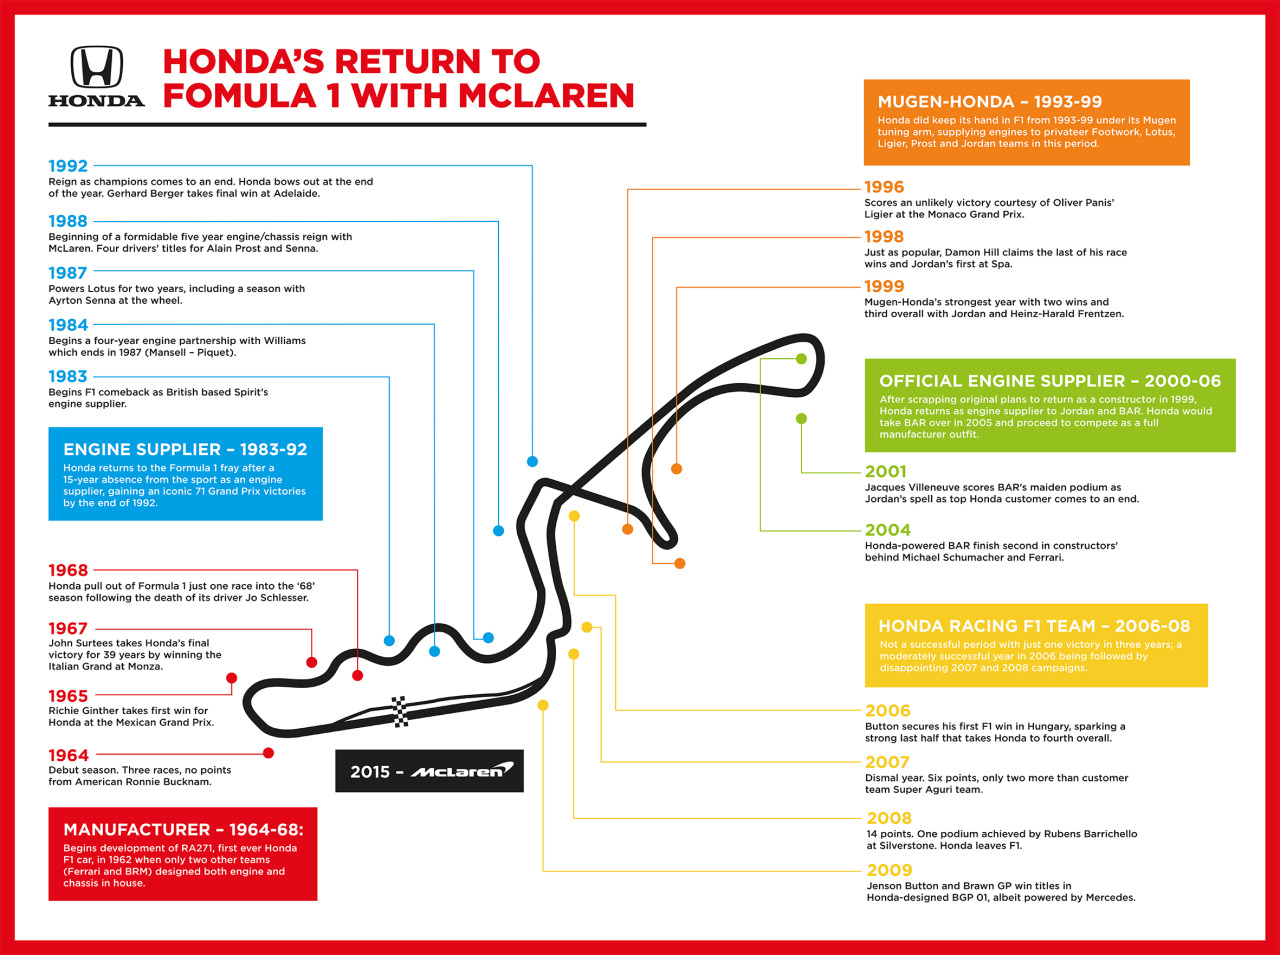 HONDA
HONDA'S RETURN TO
FOMULA 1 WITH MCLAREN
1992
Reign as champions comes to an end. Honda bows out at the end
of the year. Gerhard Berger takes final win at Adelaide.
1988
Beginning of a formidable five year engine/chassis reign with
McLaren. Four drivers' titles for Alain Prost and Senna.
1987
Powers Lotus for two years, including a season with
Ayrton Senna at the wheel.
1984
Begins a four-year engine partnership with Williams
which ends in 1987 (Mansell – Piquet).
1983
Begins F1 comeback as British based Spirit's
engine supplier.
ENGINE SUPPLIER – 1983-92
Honda returns to the Formula 1 fray after a
15-year absence from the sport as an engine
supplier, gaining an iconic 71 Grand Prix victories
by the end of 1992.
1968
Honda pull out of Formula 1 just one race into the '68'
season following the death of its driver Jo Schlesser.
1967
John Surtees takes Honda's final
victory for 39 years by winning the
Italian Grand at Monza.
1965
Richie Ginther takes first win for
Honda at the Mexican Grand Prix.
1964
Debut season. Three races, no points
from American Ronnie Bucknam.
MANUFACTURER – 1964-68:
Begins development of RA271, first ever Honda
F1 car, in 1962 when only two other teams
(Ferrari and BRM) designed both engine and
chassis in house.
2015 – McLaren
MUGEN-HONDA – 1993-99
Honda did keep its hand in F1 from 1993-99 under its Mugen
tuning arm, supplying engines to privateer Footwork, Lotus,
Ligier, Prost and Jordan teams in this period.
1996
Scores an unlikely victory courtesy of Oliver Panis'
Ligier at the Monaco Grand Prix.
1998
Just as popular, Damon Hill claims the last of his race
wins and Jordan's first at Spa.
1999
Mugen-Honda's strongest year with two wins and
third overall with Jordan and Heinz-Harald Frentzen.
OFFICIAL ENGINE SUPPLIER – 2000-06
After scrapping original plans to return as a constructor in 1999,
Honda returns as engine supplier to Jordan and BAR. Honda would
take BAR over in 2005 and proceed to compete as a full
manufacturer outfit.
2001
Jacques Villeneuve scores BAR's maiden podium as
Jordan's spell as top Honda customer comes to an end.
2004
Honda-powered BAR finish second in constructors'
behind Michael Schumacher and Ferrari.
HONDA RACING F1 TEAM – 2006-08
Not a successful period with just one victory in three years; a
moderately successful year in 2006 being followed by
disappointing 2007 and 2008 campaigns.
2006
Button secures his first F1 win in Hungary, sparking a
strong last half that takes Honda to fourth overall.
2007
Dismal year. Six points, only two more than customer
team Super Aguri team.
2008
14 points. One podium achieved by Rubens Barrichello
at Silverstone. Honda leaves F1.
2009
Jenson Button and Brawn GP win titles in
Honda-designed BGP 01, albeit powered by Mercedes.